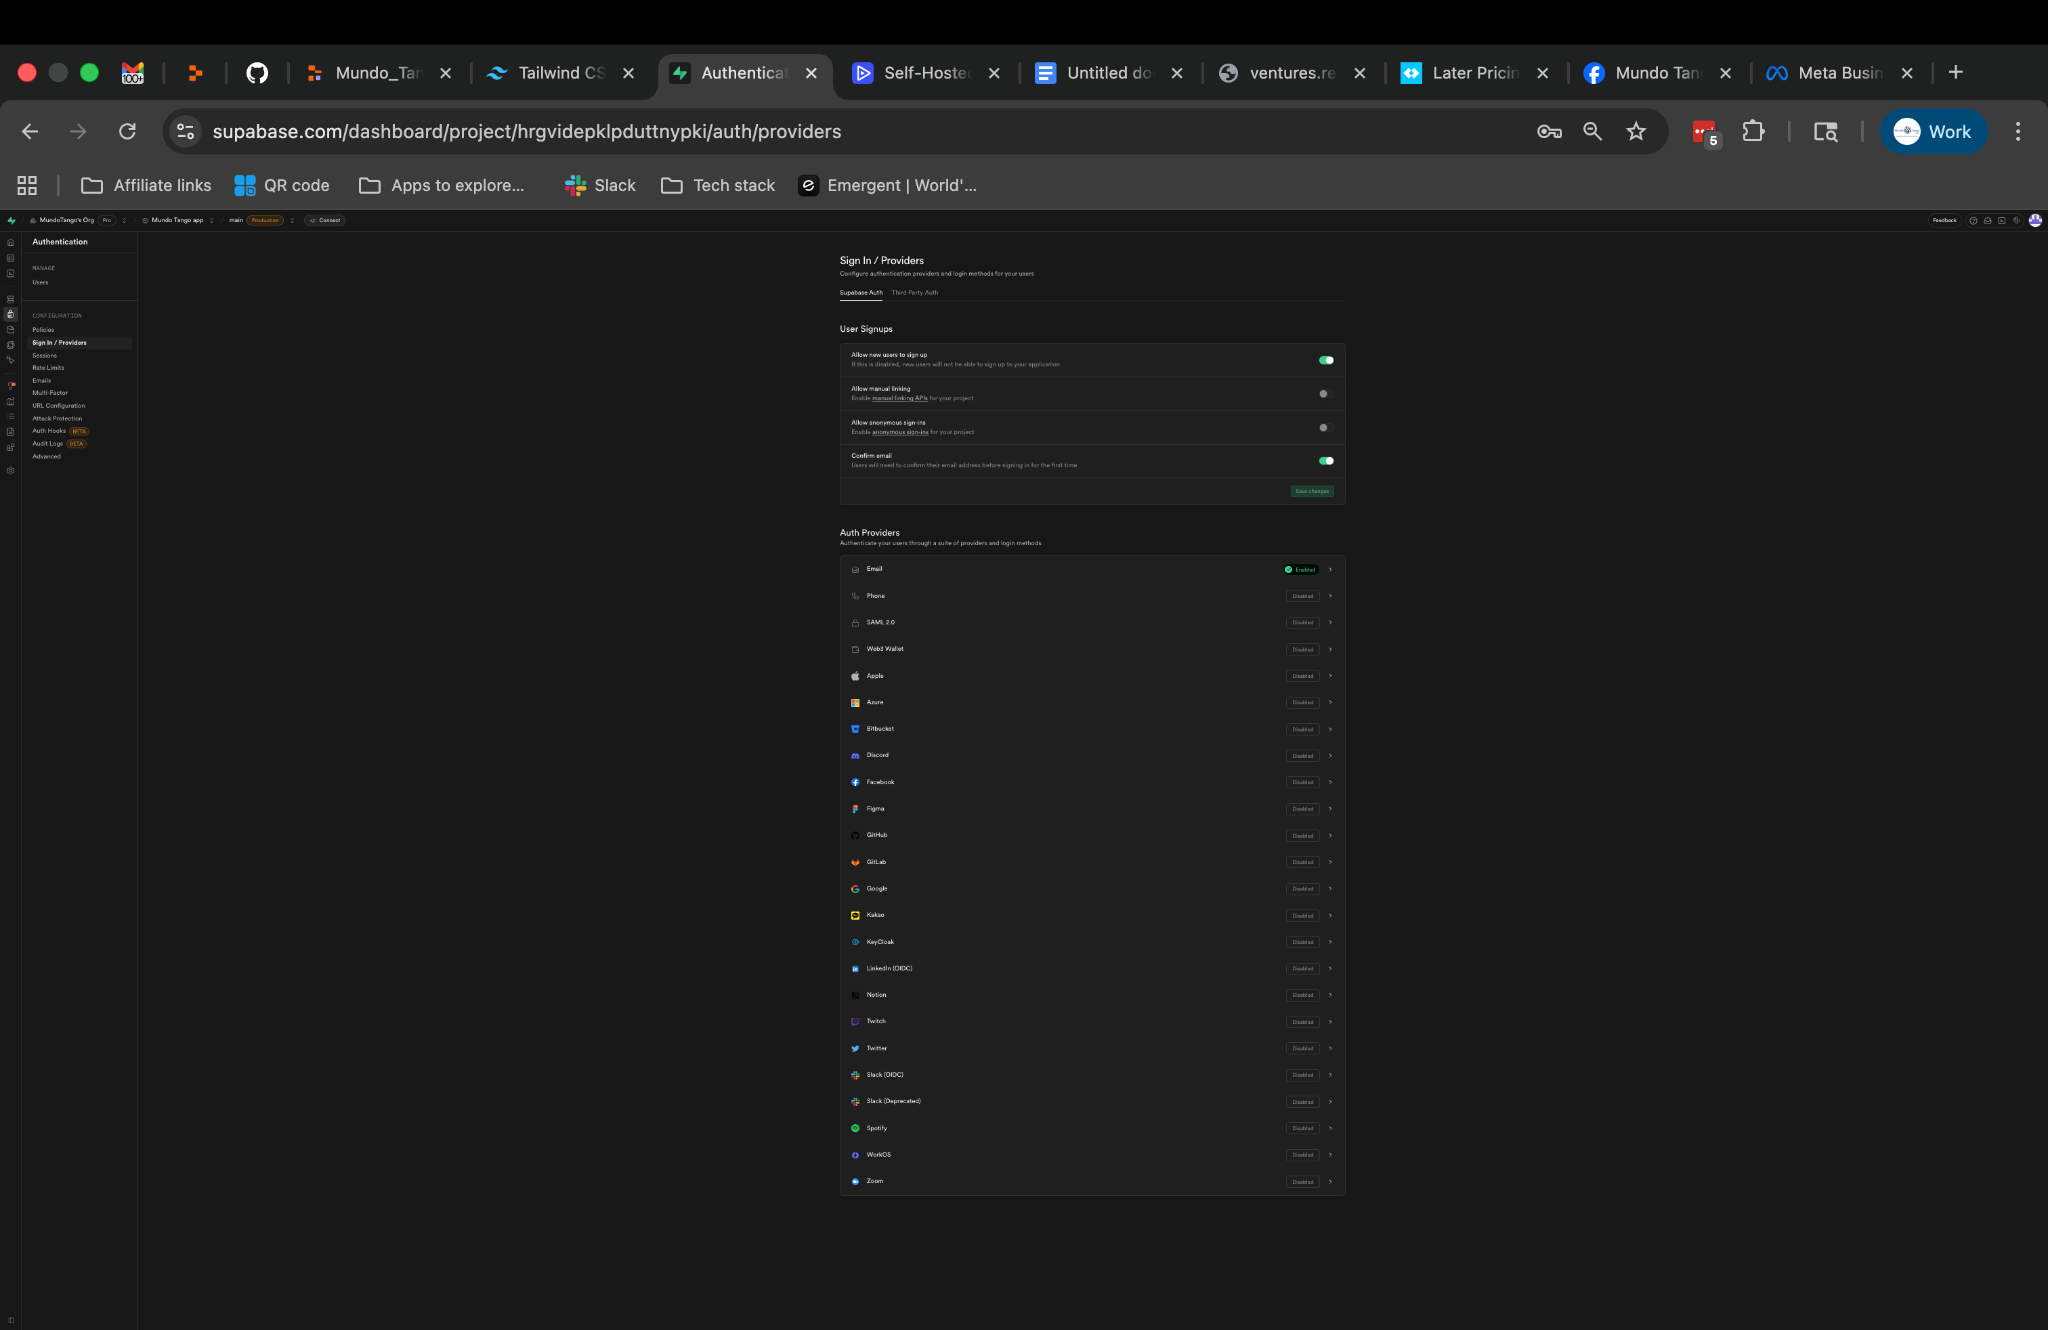 100+
Mundo_Tan
Tailwind CS
Authenticat
Self-Hoste
Untitled do
ventures.re
Later Pricin
Mundo Tan
Meta Busin
supabase.com/dashboard/project/hrgvidepklpduttnypki/auth/providers
5
Work
Affiliate links
QR code
Apps to explore...
Slack
Tech stack
Emergent | World'...
MundoTango's Org Pro
Mundo Tango app
main Production
Connect
Feedback
Authentication
MANAGE
Users
CONFIGURATION
Policies
Sign In / Providers
Sessions
Rate Limits
Emails
Multi-Factor
URL Configuration
Attack Protection
Auth Hooks BETA
Audit Logs BETA
Advanced
Sign In / Providers
Configure authentication providers and login methods for your users
Supabase Auth Third Party Auth
User Signups
Allow new users to sign up
If this is disabled, new users will not be able to sign up to your application
Allow manual linking
Enable manual linking APIs for your project
Allow anonymous sign-ins
Enable anonymous sign-ins for your project
Confirm email
Users will need to confirm their email address before signing in for the first time
Save changes
Auth Providers
Authenticate your users through a suite of providers and login methods
Email Enabled
Phone Disabled
SAML 2.0 Disabled
Web3 Wallet Disabled
Apple Disabled
Azure Disabled
Bitbucket Disabled
Discord Disabled
Facebook Disabled
Figma Disabled
GitHub Disabled
GitLab Disabled
Google Disabled
Kakao Disabled
KeyCloak Disabled
LinkedIn (OIDC) Disabled
Notion Disabled
Twitch Disabled
Twitter Disabled
Slack (OIDC) Disabled
Slack (Deprecated) Disabled
Spotify Disabled
WorkOS Disabled
Zoom Disabled